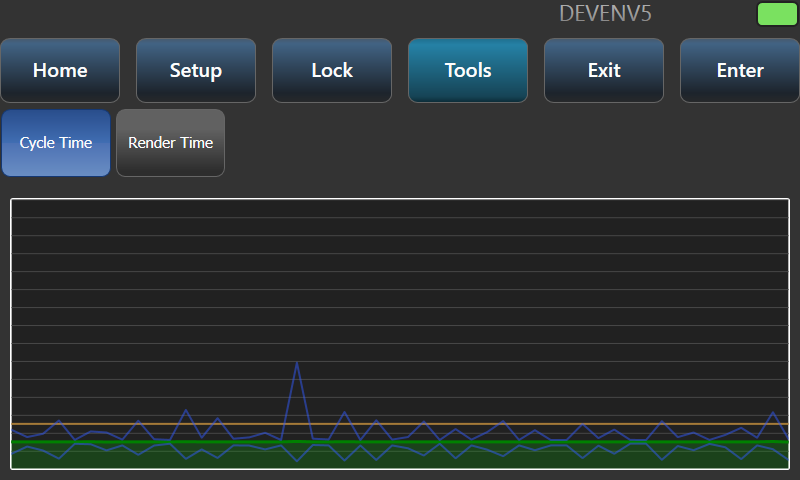 DEVENV5
Home Setup Lock Tools Exit Enter
Cycle Time Render Time